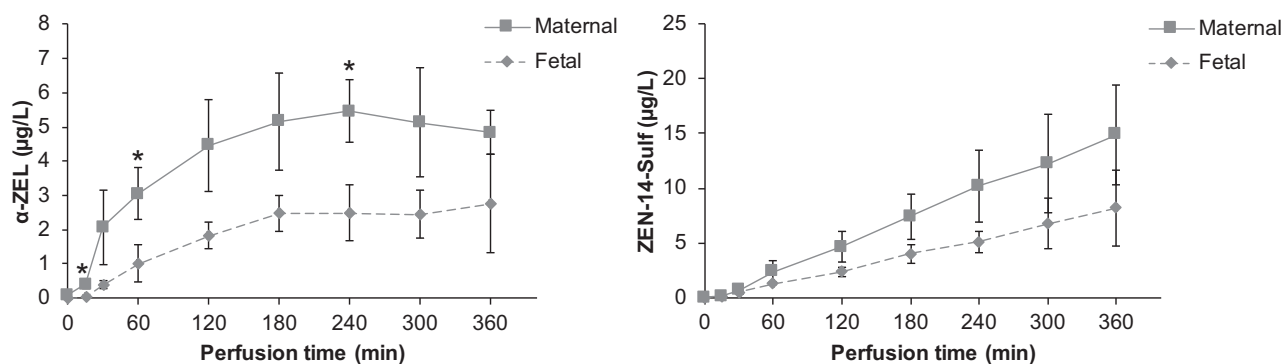 8
7
6
5
4
3
2
1
0
α-ZEL (µg/L)
*
*
*
Maternal
Fetal
0 60 120 180 240 300 360
Perfusion time (min)
25
20
15
10
5
0
ZEN-14-Sulf (µg/L)
Maternal
Fetal
0 60 120 180 240 300 360
Perfusion time (min)